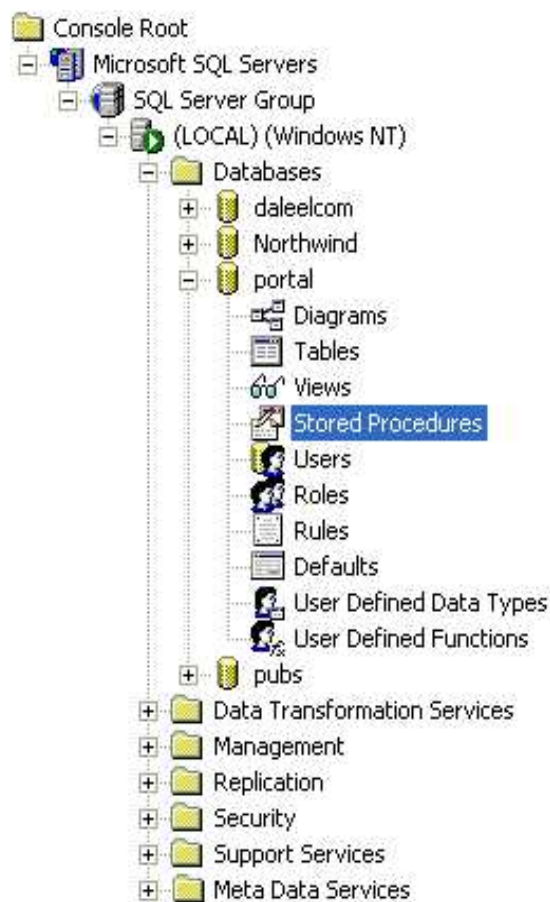 Console Root
Microsoft SQL Servers
SQL Server Group
(LOCAL) (Windows NT)
Databases
daleelcom
Northwind
portal
Diagrams
Tables
Views
Stored Procedures
Users
Roles
Rules
Defaults
User Defined Data Types
User Defined Functions
pubs
Data Transformation Services
Management
Replication
Security
Support Services
Meta Data Services